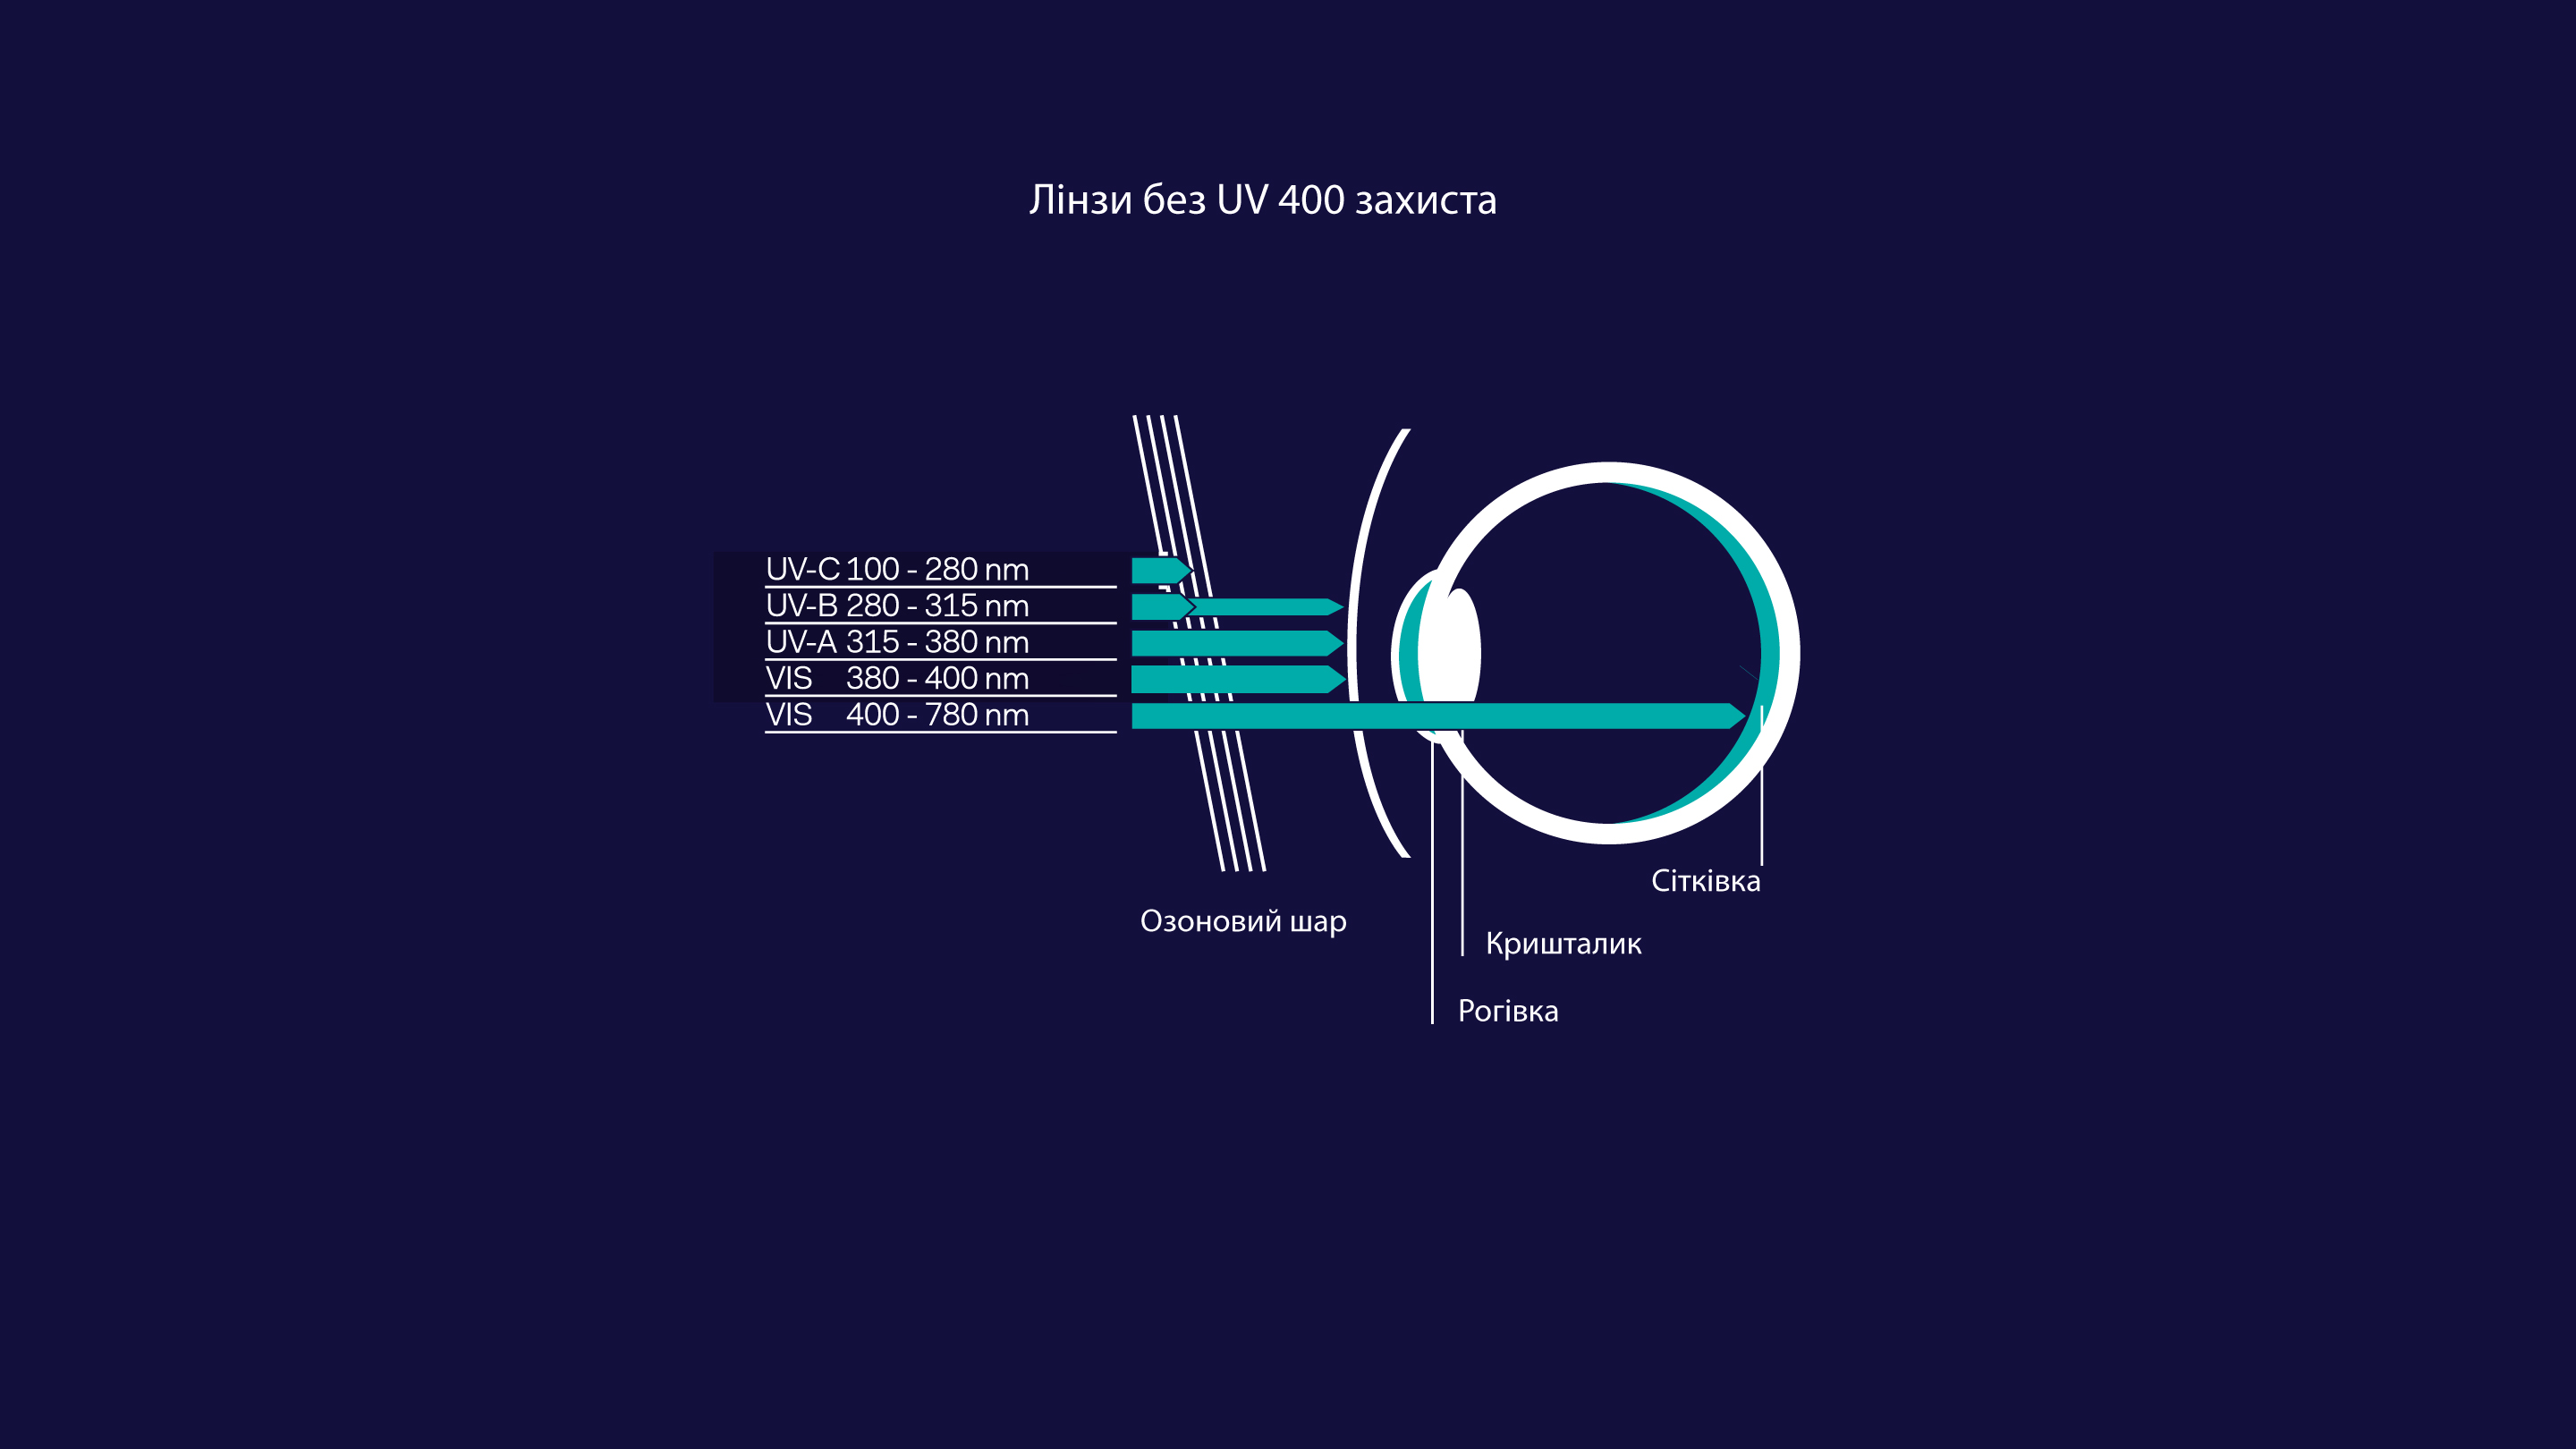 Лінзи без UV 400 захиста
UV-C 100 - 280 nm
UV-B 280 - 315 nm
UV-A 315 - 380 nm
VIS 380 - 400 nm
VIS 400 - 780 nm
Сітківка
Озоновий шар
Кришталик
Рогівка